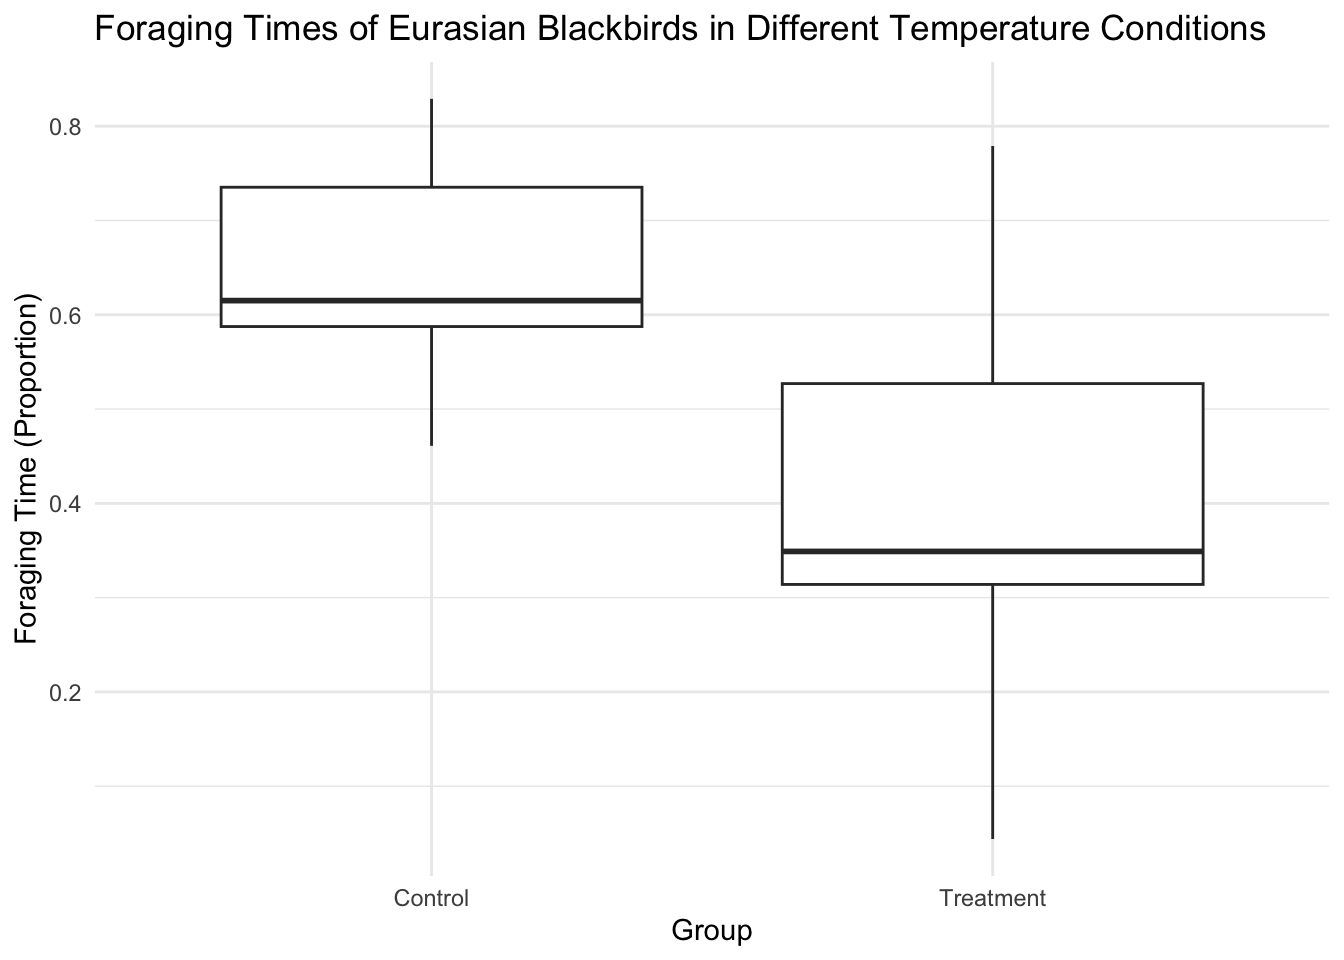 Foraging Times of Eurasian Blackbirds in Different Temperature Conditions
Foraging Time (Proportion)
0.8
0.6
0.4
0.2
Control
Treatment
Group